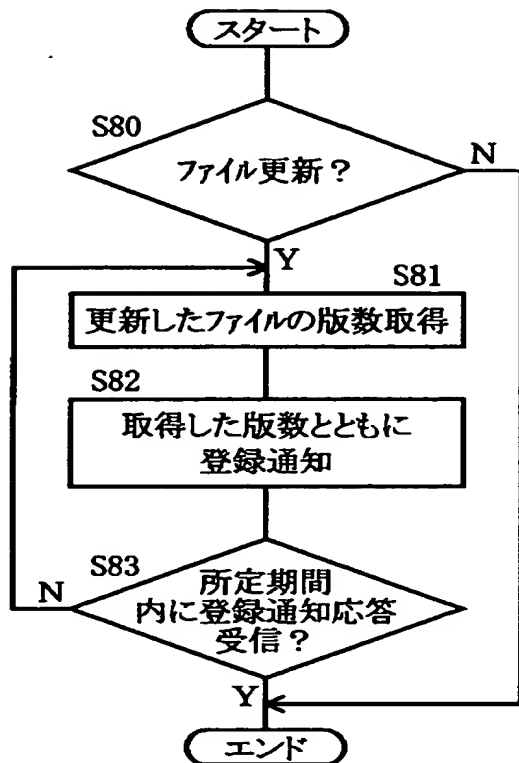 スタート
S80
ファイル更新？
N
Y
S81
更新したファイルの版数取得
S82
取得した版数とともに
登録通知
S83
所定期間
内に登録通知応答
受信？
N
Y
エンド